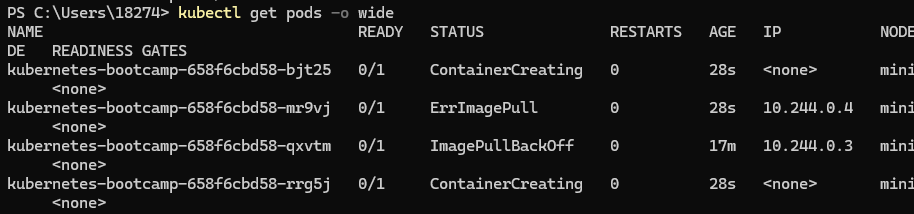 PS C:\Users\18274> kubectl get pods -o wide
NAME READY STATUS RESTARTS AGE IP NODE
DE READINESS GATES
kubernetes-bootcamp-658f6cbd58-bjt25 0/1 ContainerCreating 0 28s <none> mini
<none>
kubernetes-bootcamp-658f6cbd58-mr9vj 0/1 ErrImagePull 0 28s 10.244.0.4 mini
<none>
kubernetes-bootcamp-658f6cbd58-qxvtm 0/1 ImagePullBackOff 0 17m 10.244.0.3 mini
<none>
kubernetes-bootcamp-658f6cbd58-rrg5j 0/1 ContainerCreating 0 28s <none> mini
<none>